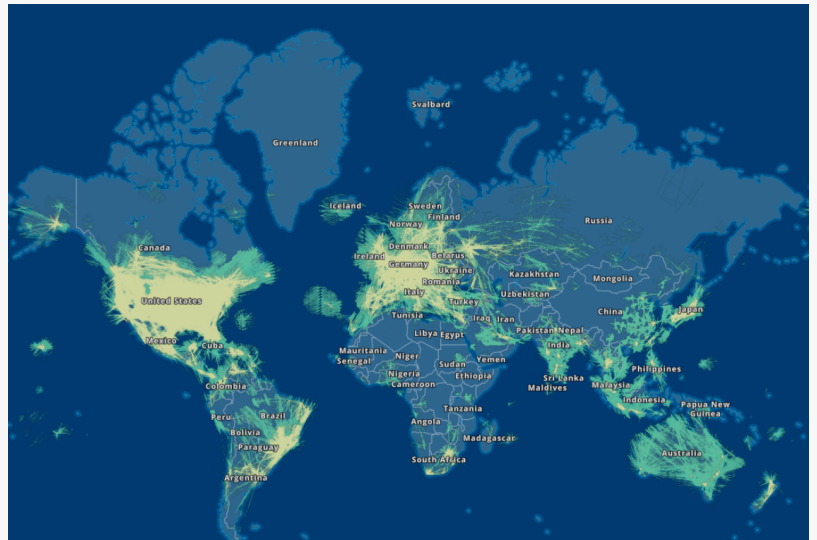 Svalbard
Greenland
Iceland
Sweden
Finland
Norway
Russia
Canada
Denmark
Ireland
Belarus
Germany
Ukraine
Kazakhstan
Mongolia
Romania
Italy
Uzbekistan
United States
Turkey
China
Japan
Tunisia
Iraq
Iran
Pakistan
Nepal
Mexico
Cuba
Libya
Egypt
India
Mauritania
Senegal
Niger
Sudan
Yemen
Philippines
Nigeria
Cameroon
Ethiopia
Sri Lanka
Maldives
Malaysia
Colombia
Indonesia
Papua New
Guinea
Peru
Brazil
Tanzania
Angola
Bolivia
Madagascar
Paraguay
Australia
South Africa
Argentina